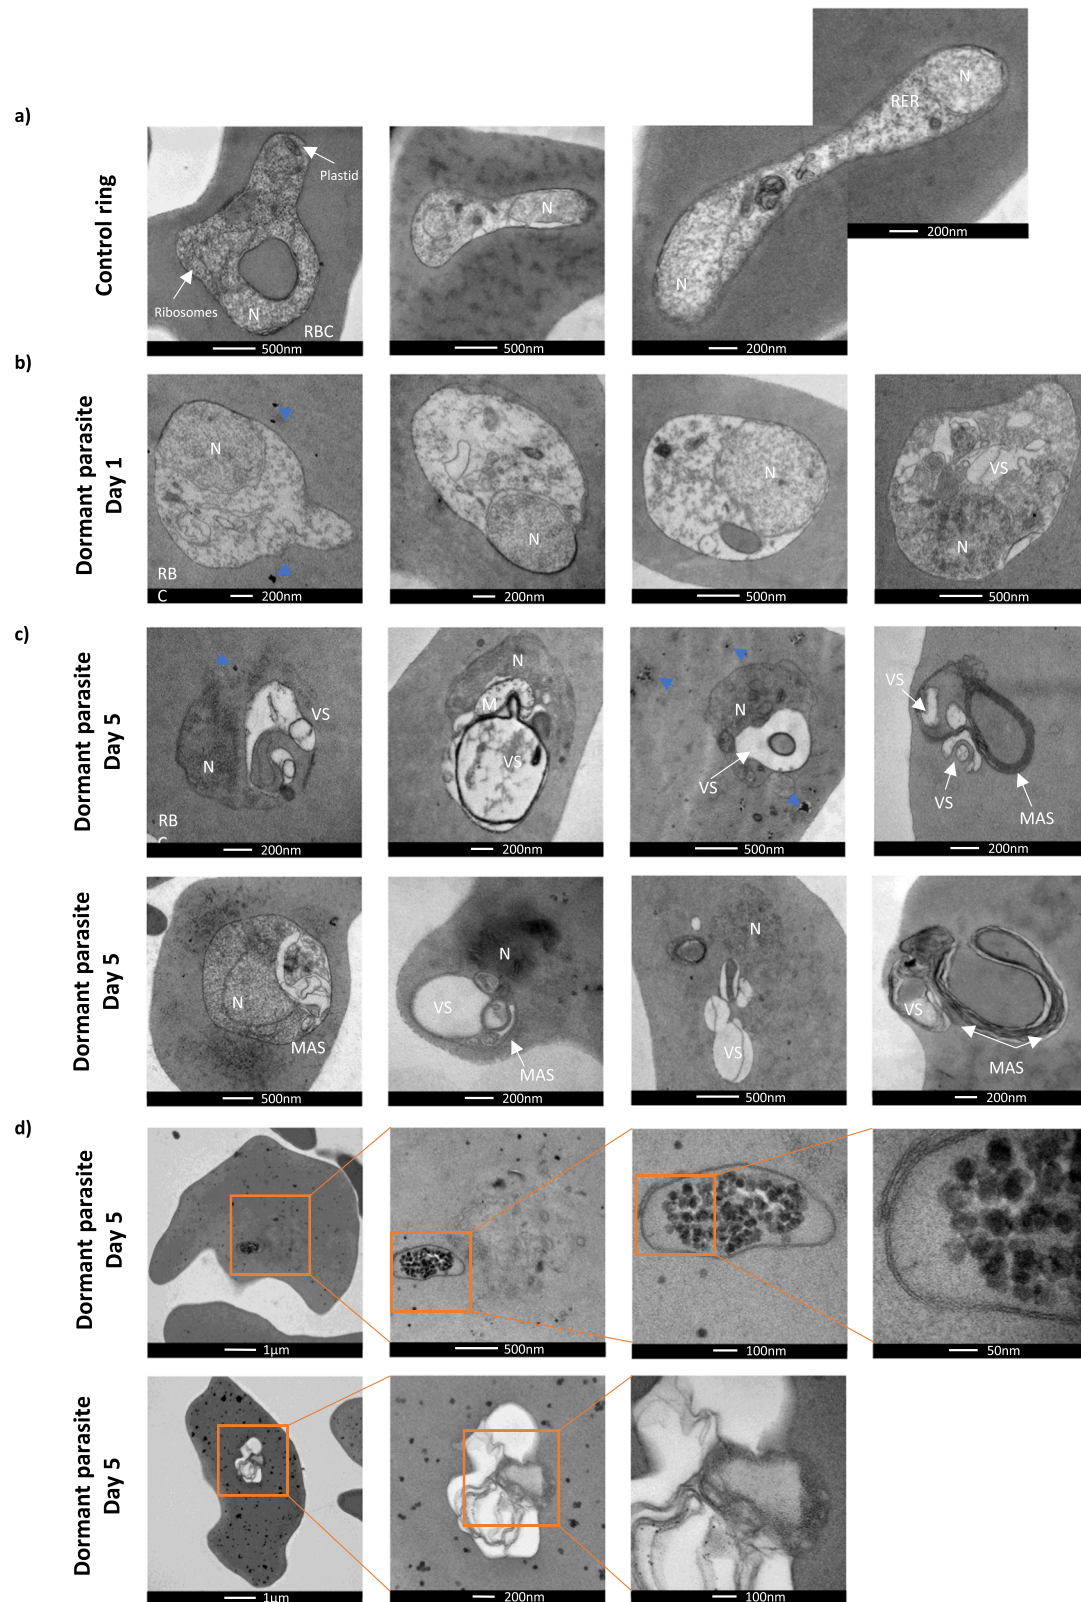 a)
Control ring
Plastid
Ribosomes
N
RBC
500nm
N
500nm
N
RER
N
200nm
200nm
b)
Dormant parasite
Day 1
N
RB
C
200nm
N
200nm
N
500nm
VS
N
500nm
c)
Dormant parasite
Day 5
VS
N
RB
C
200nm
N
M
VS
200nm
N
VS
500nm
VS
VS
MAS
200nm
Dormant parasite
Day 5
N
MAS
500nm
N
VS
MAS
200nm
N
VS
500nm
VS
MAS
200nm
d)
Dormant parasite
Day 5
1µm
500nm
100nm
50nm
Dormant parasite
Day 5
1µm
200nm
100nm